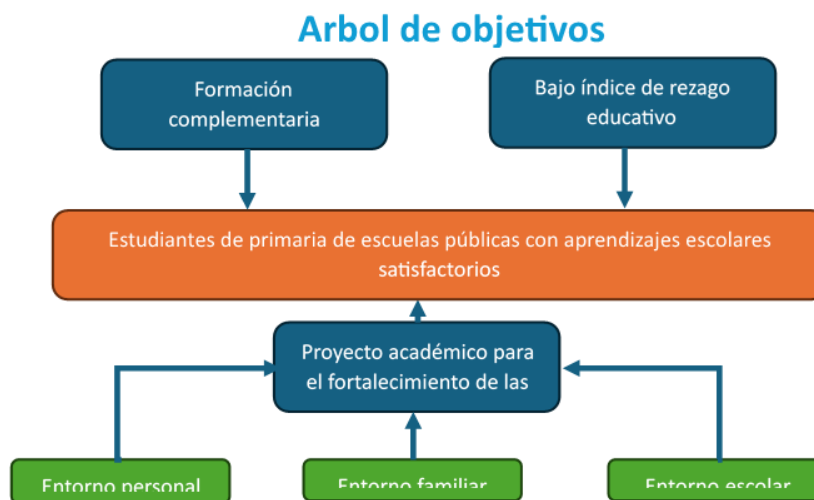 Arbol de objetivos
Formación
complementaria
Bajo índice de rezago
educativo
Estudiantes de primaria de escuelas públicas con aprendizajes escolares
satisfactorios
Proyecto académico para
el fortalecimiento de las
Entorno personal
Entorno familiar
Entorno escolar